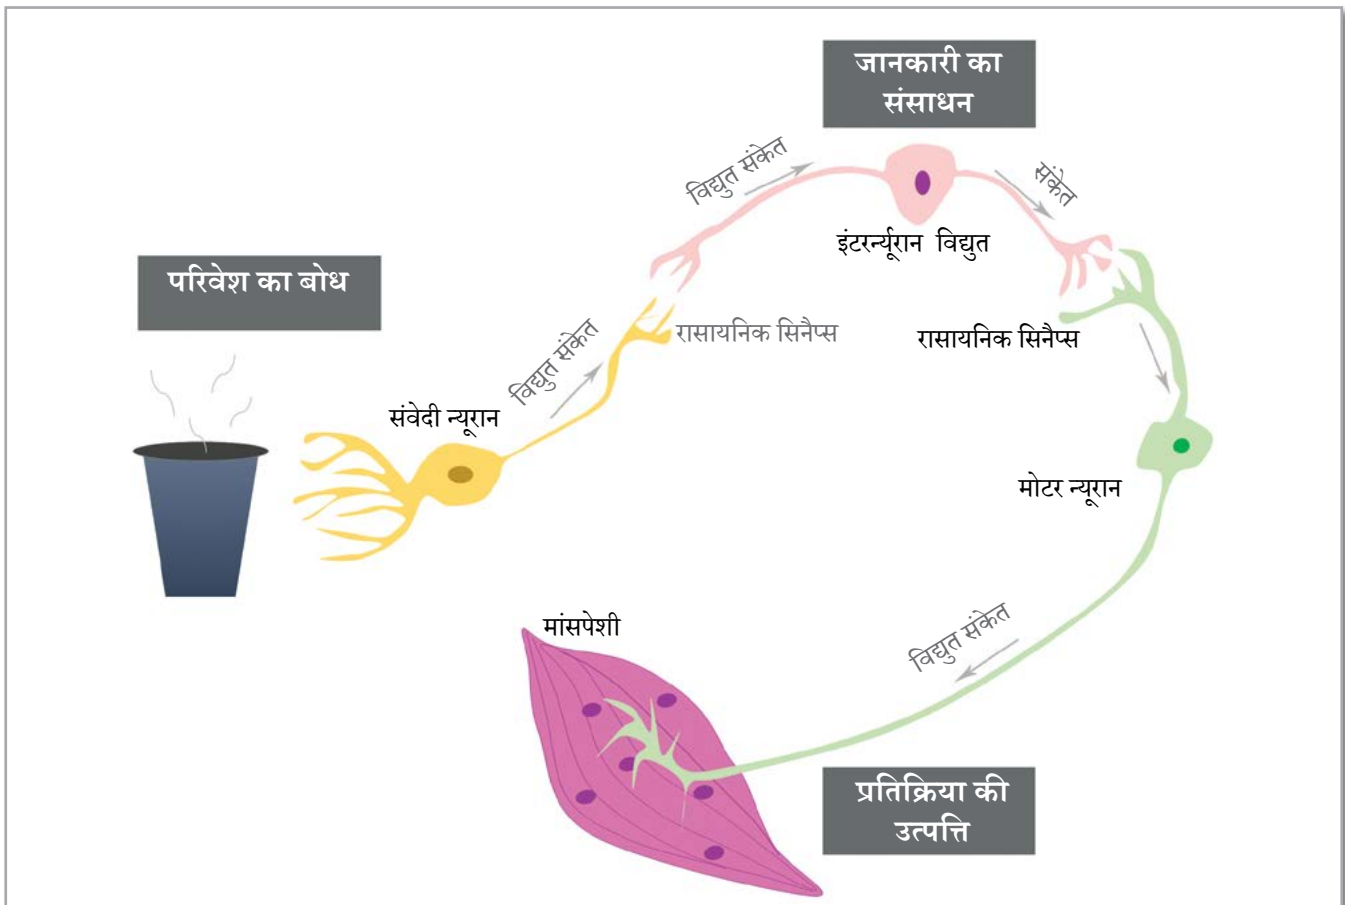 जानकारी का
संसाधन
विद्युत संकेत
संकेत
इंटरर्न्यूरान विद्युत
परिवेश का बोध
विद्युत संकेत
रासायनिक सिनैप्स
रासायनिक सिनैप्स
संवेदी न्यूरान
मोटर न्यूरान
मांसपेशी
विद्युत संकेत
प्रतिक्रिया की
उत्पत्ति